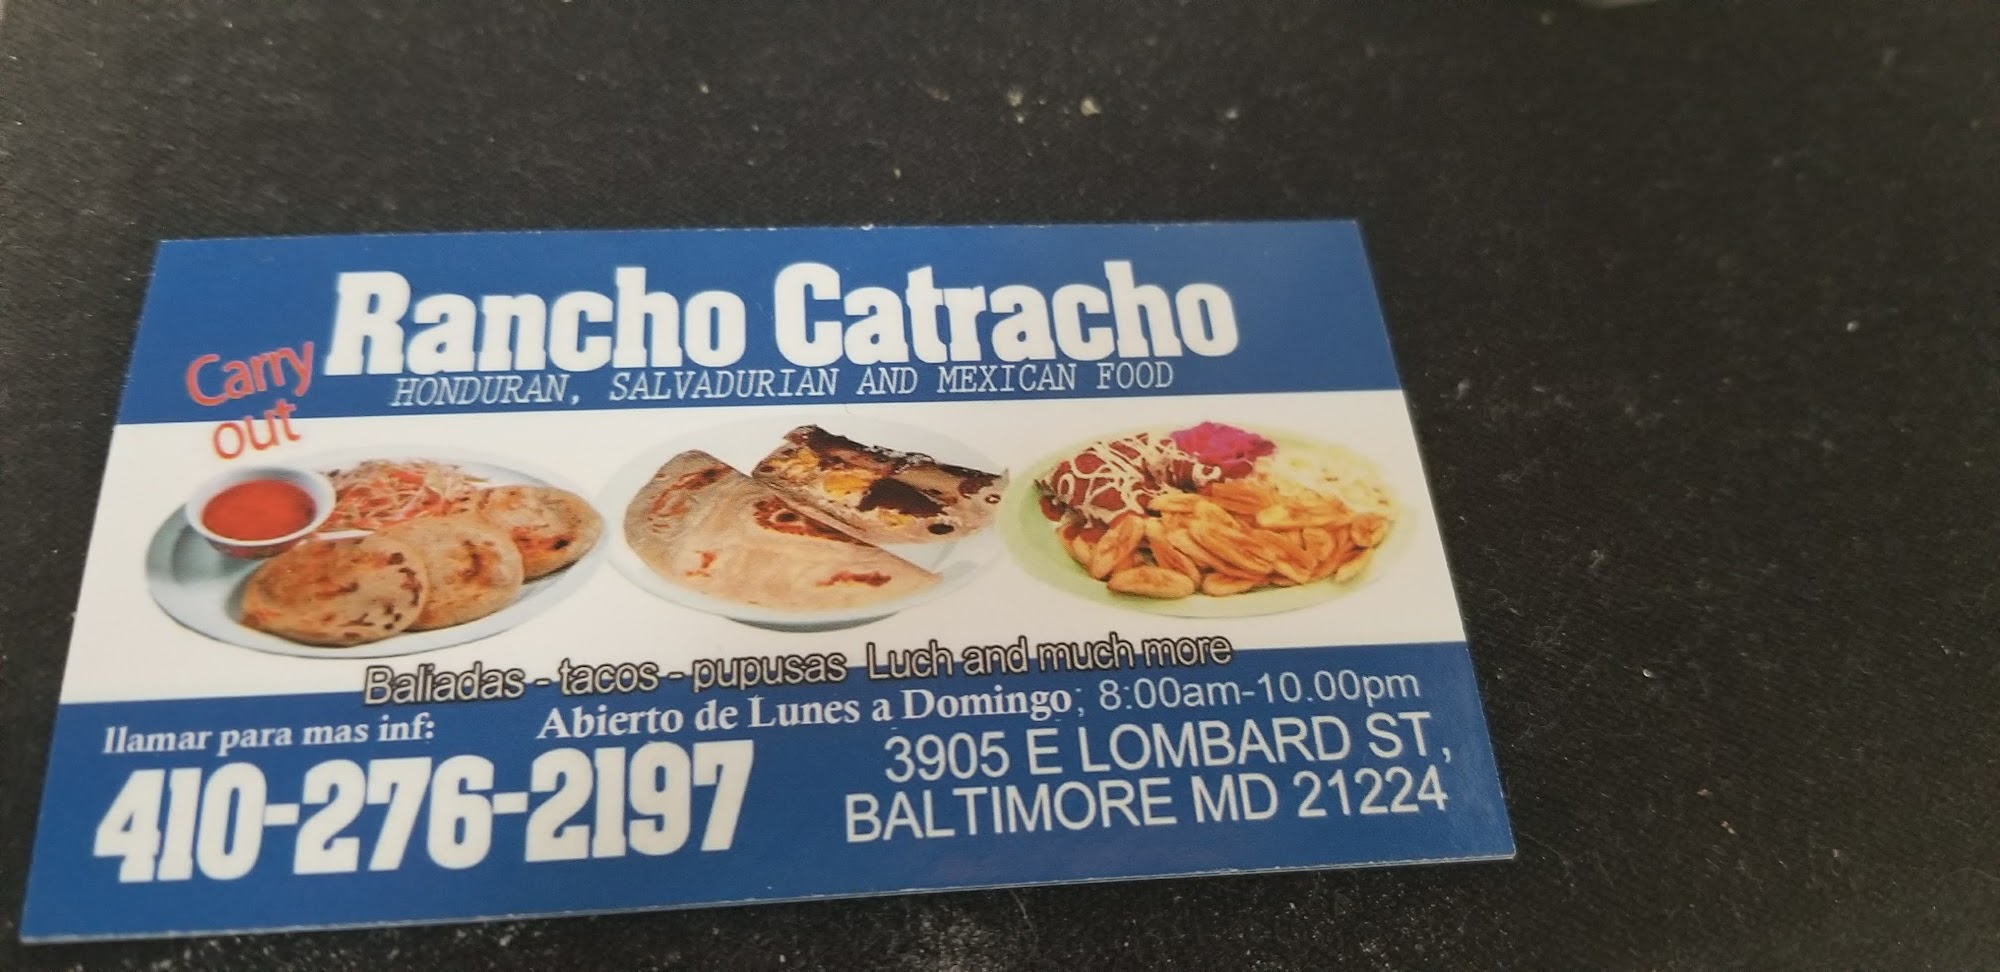 Rancho Catracho
Carry
out
HONDURAN, SALVADURIAN AND MEXICAN FOOD
Baliadas - tacos - pupusas Luch and much more
llamar para mas inf:
Abierto de Lunes a Domingo; 8:00am-10.00pm
410-276-2197
3905 E LOMBARD ST,
BALTIMORE MD 21224